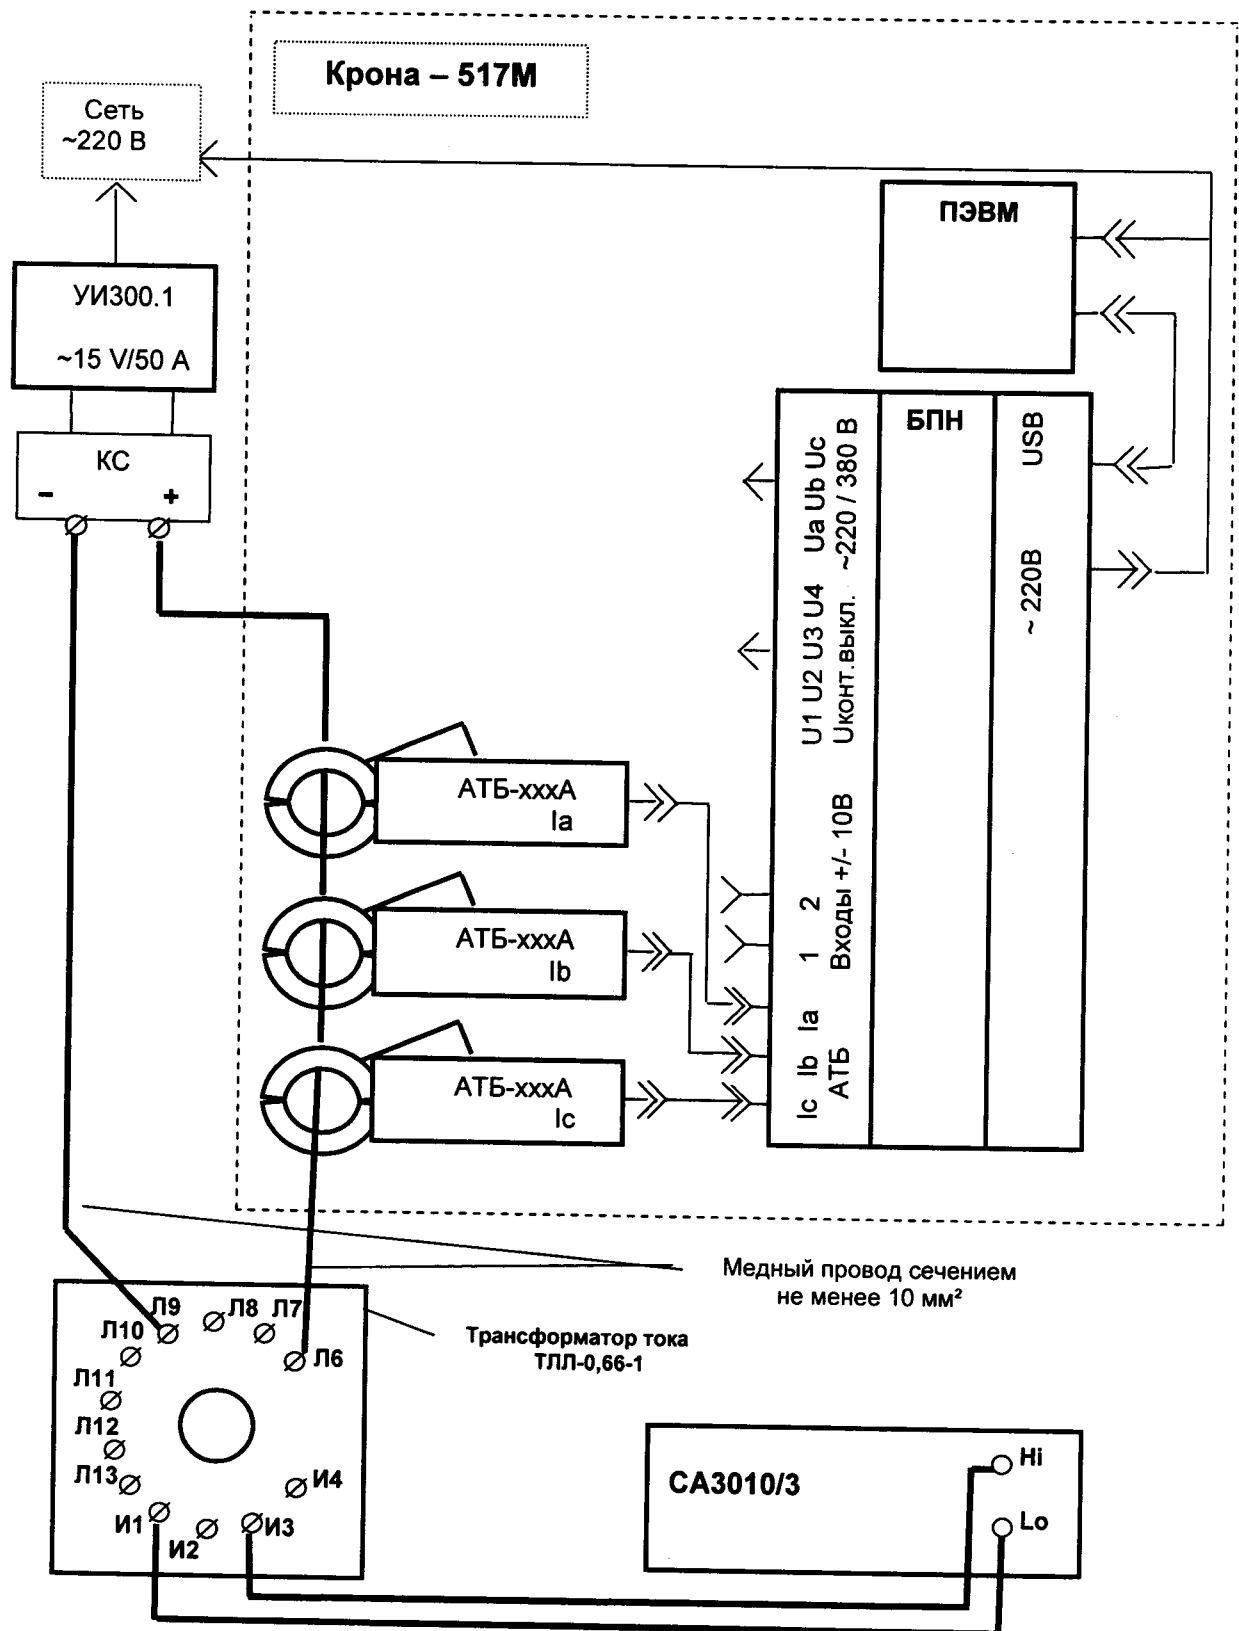 Крона – 517М
Сеть
~220 В
ПЭВМ
УИ300.1
~15 V/50 А
КС
- +
БПН
USB
~ 220В
Ua Ub Uc
~220 / 380 В
U1 U2 U3 U4
Uконт.выкл.
1 2
Входы +/- 10В
Ic Ib Ia
АТБ
АТБ-хххА
Ia
АТБ-хххА
Ib
АТБ-хххА
Ic
Медный провод сечением
не менее 10 мм²
Трансформатор тока
ТЛЛ-0,66-1
Л9
Л8
Л7
Л10
Л6
Л11
Л12
Л13
И4
И1
И2
И3
СА3010/3
Hi
Lo